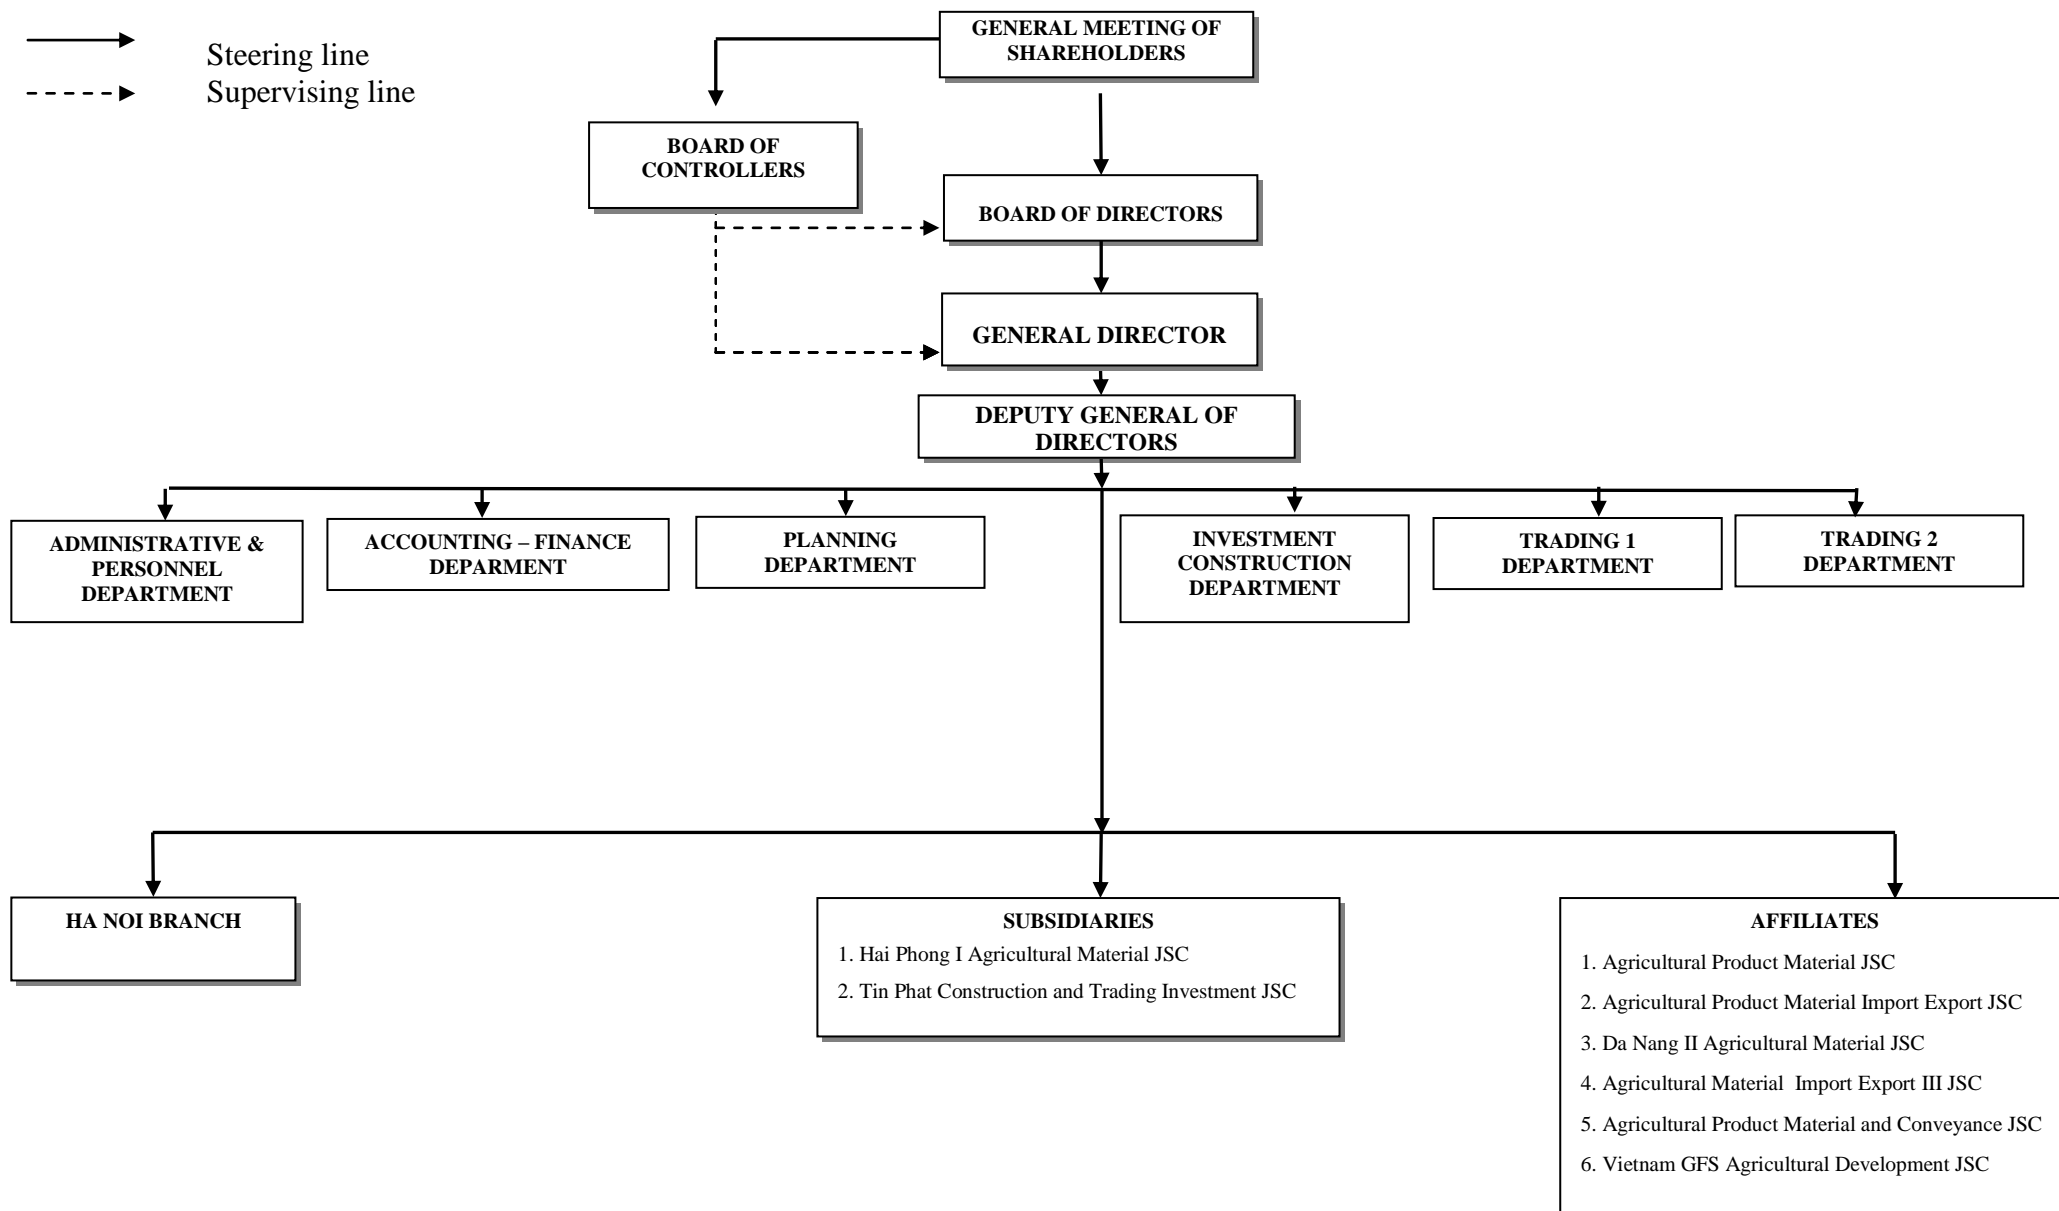 Steering line
Supervising line
GENERAL MEETING OF
SHAREHOLDERS
BOARD OF
CONTROLLERS
BOARD OF DIRECTORS
GENERAL DIRECTOR
DEPUTY GENERAL OF
DIRECTORS
ADMINISTRATIVE &
PERSONNEL
DEPARTMENT
ACCOUNTING – FINANCE
DEPARMENT
PLANNING
DEPARTMENT
INVESTMENT
CONSTRUCTION
DEPARTMENT
TRADING 1
DEPARTMENT
TRADING 2
DEPARTMENT
HA NOI BRANCH
SUBSIDIARIES
1. Hai Phong I Agricultural Material JSC
2. Tin Phat Construction and Trading Investment JSC
AFFILIATES
1. Agricultural Product Material JSC
2. Agricultural Product Material Import Export JSC
3. Da Nang II Agricultural Material JSC
4. Agricultural Material  Import Export III JSC
5. Agricultural Product Material and Conveyance JSC
6. Vietnam GFS Agricultural Development JSC